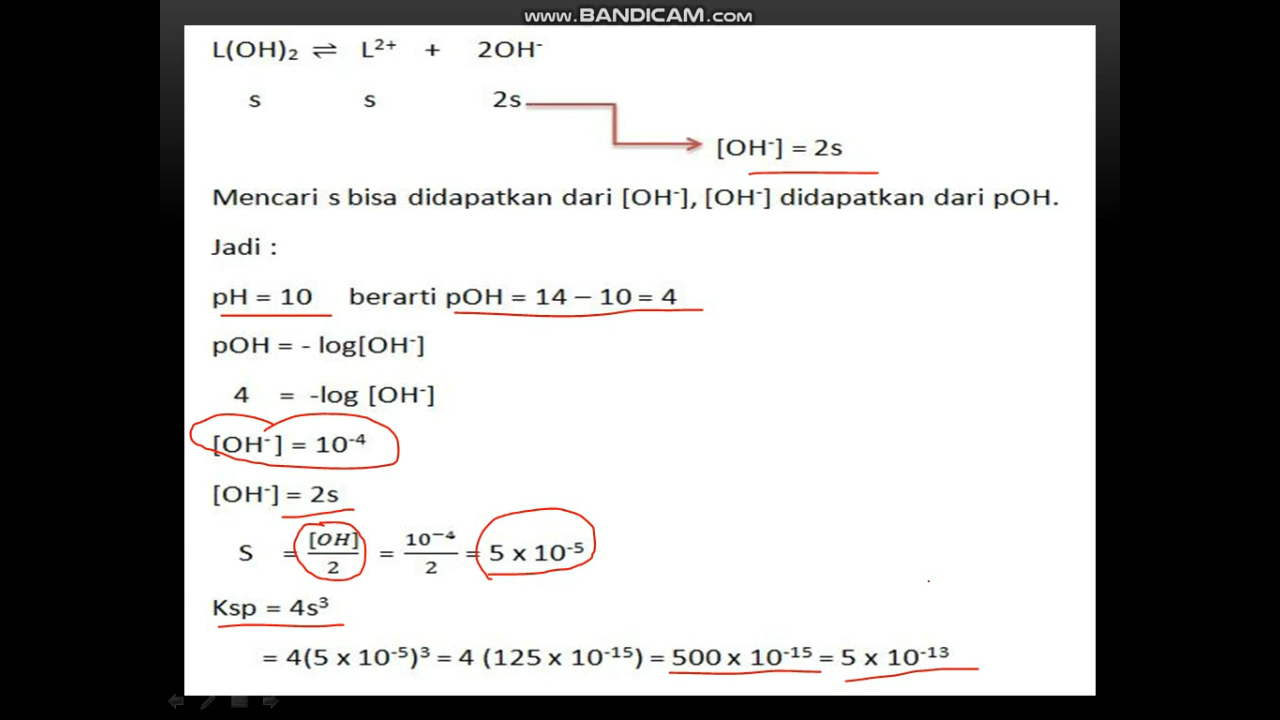 www.BANDICAM.com
L(OH)₂ ⇌ L²⁺ + 2OH⁻
s s 2s
[OH⁻] = 2s
Mencari s bisa didapatkan dari [OH⁻], [OH⁻] didapatkan dari pOH.
Jadi :
pH = 10 berarti pOH = 14 – 10 = 4
pOH = - log[OH⁻]
4 = -log [OH⁻]
[OH⁻] = 10⁻⁴
[OH⁻] = 2s
S = [OH]/2 = 10⁻⁴/2 = 5 x 10⁻⁵
Ksp = 4s³
= 4(5 x 10⁻⁵)³ = 4 (125 x 10⁻¹⁵) = 500 x 10⁻¹⁵ = 5 x 10⁻¹³